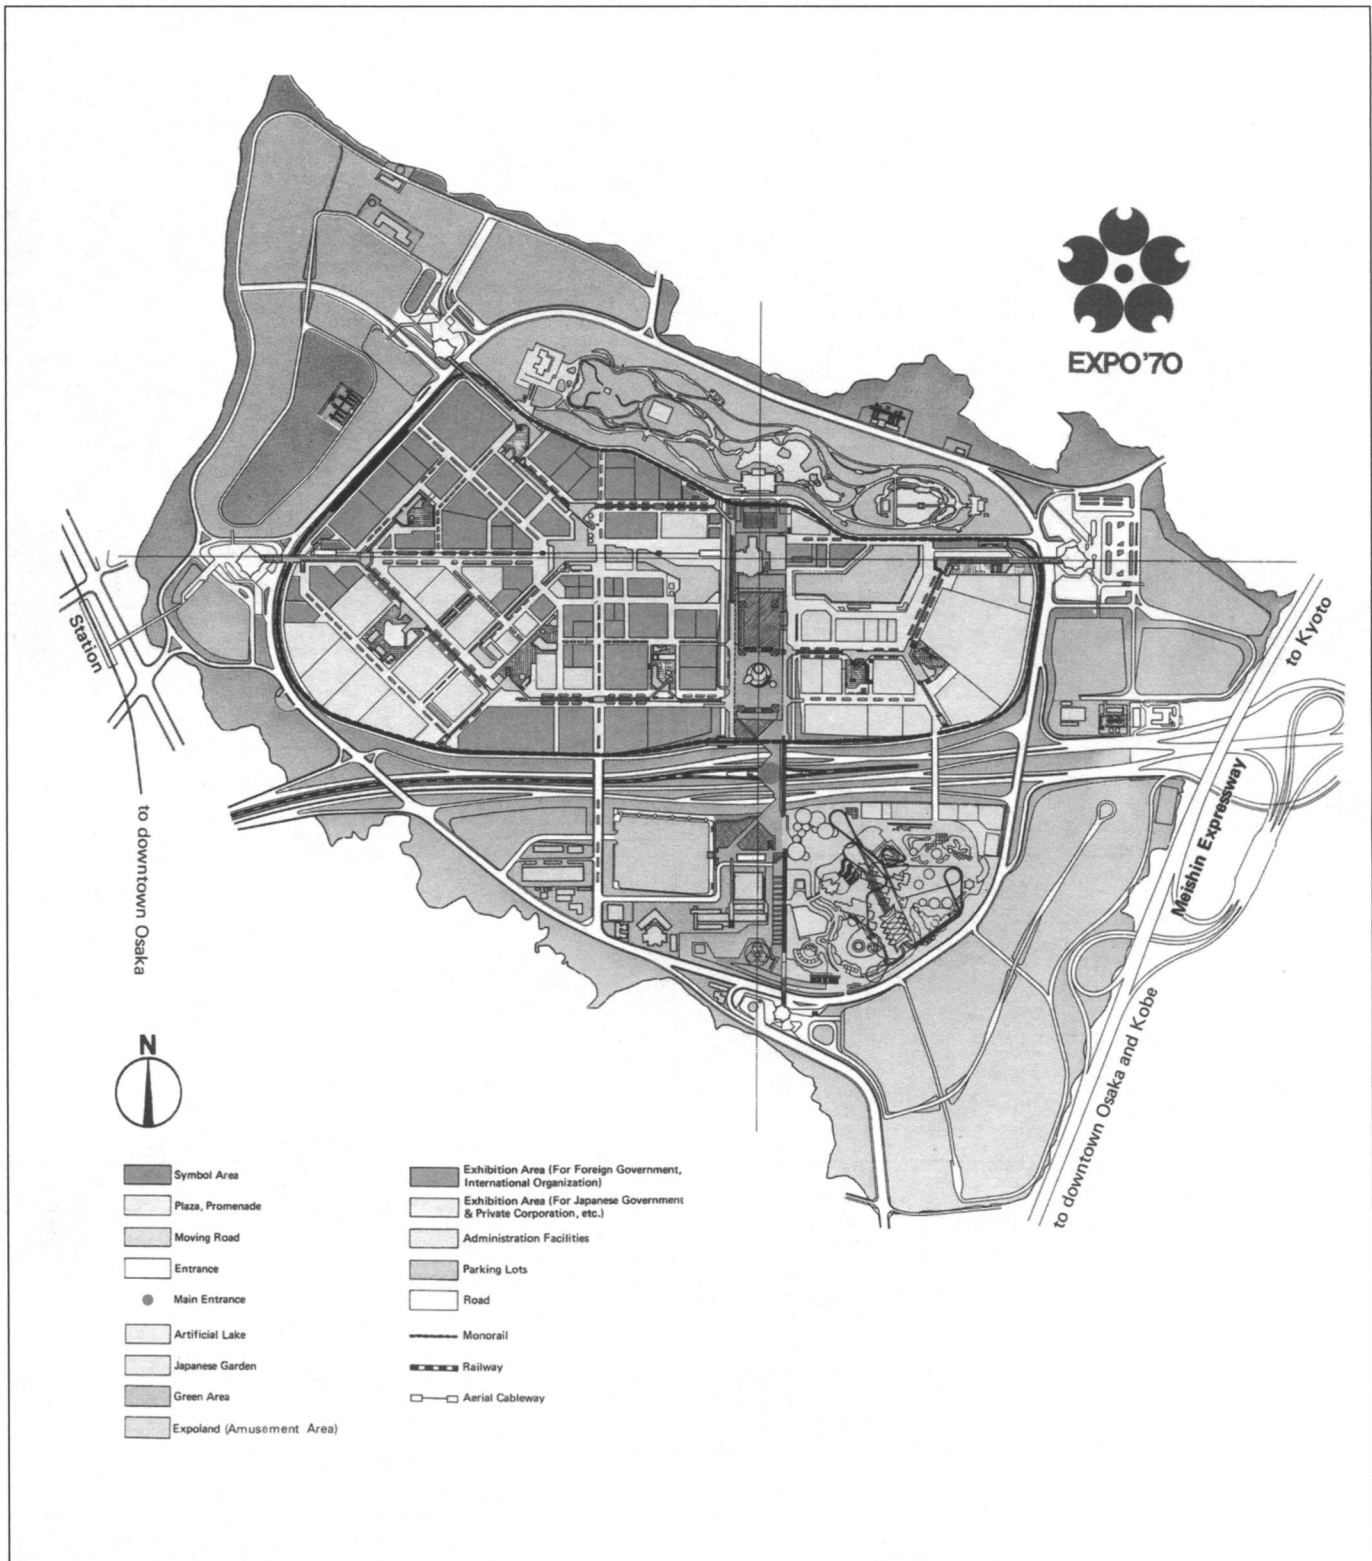 EXPO'70
to Kyoto
Station
Meishin Expressway
to downtown Osaka
to downtown Osaka and Kobe
N
Symbol Area
Plaza, Promenade
Moving Road
Entrance
Main Entrance
Artificial Lake
Japanese Garden
Green Area
Expoland (Amusement Area)
Exhibition Area (For Foreign Government,
International Organization)
Exhibition Area (For Japanese Government
& Private Corporation, etc.)
Administration Facilities
Parking Lots
Road
Monorail
Railway
Aerial Cableway